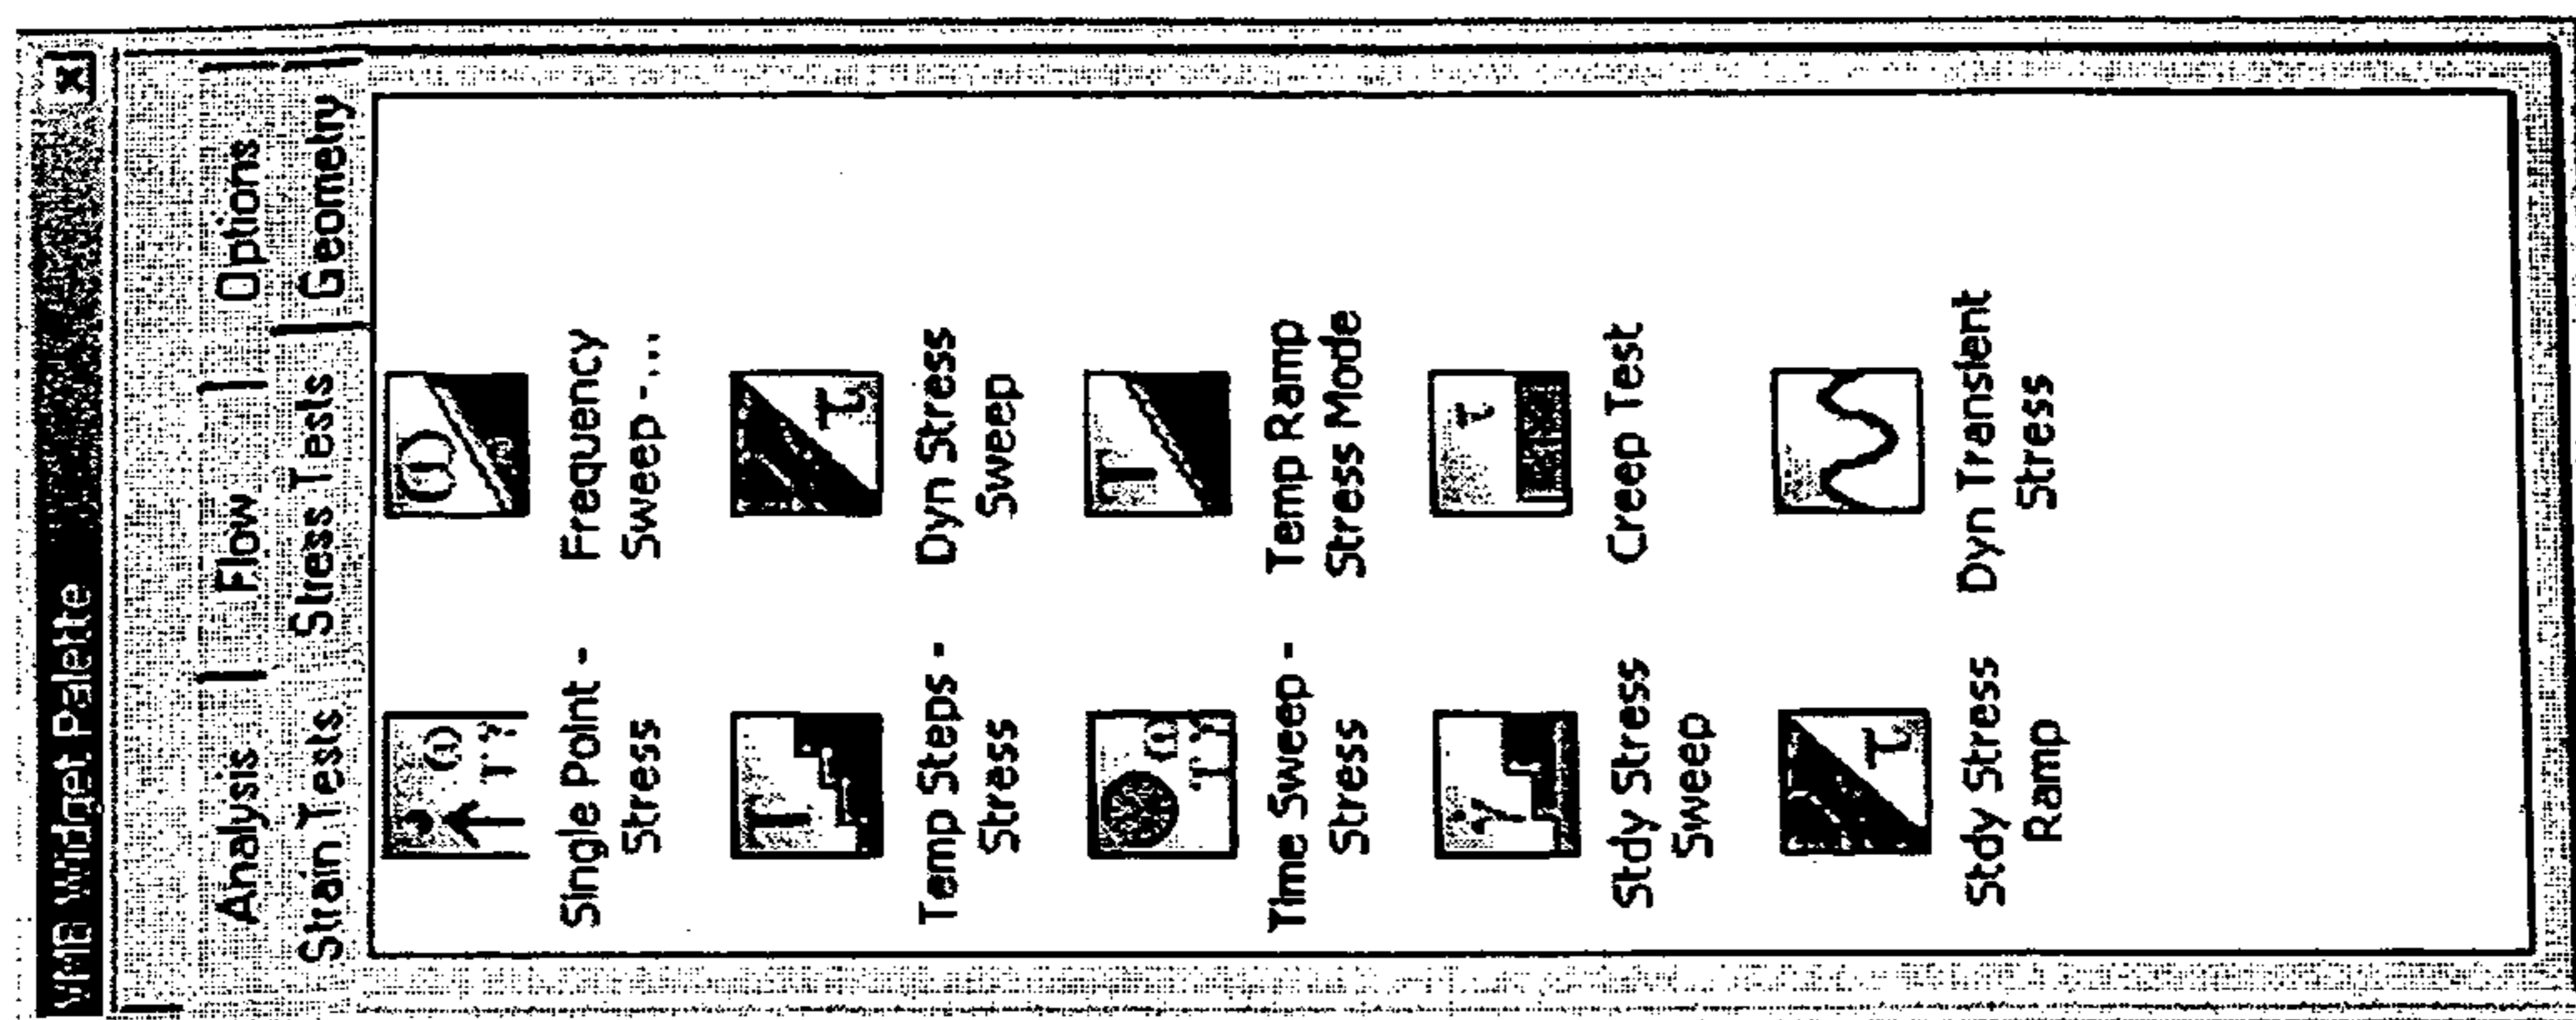 VMB Widget Palette x
Analysis Flow Options
Strain Tests Stress Tests Geometry
ω
T γ
ω
Single Point -
Stress
Frequency
Sweep -...
T
τ
Temp Steps -
Stress
Dyn Stress
Sweep
ω
T γ
T
Time Sweep -
Stress
Temp Ramp
Stress Mode
γ
τ
Stdy Stress
Sweep
Creep Test
τ
Stdy Stress
Ramp
Dyn Transient
Stress